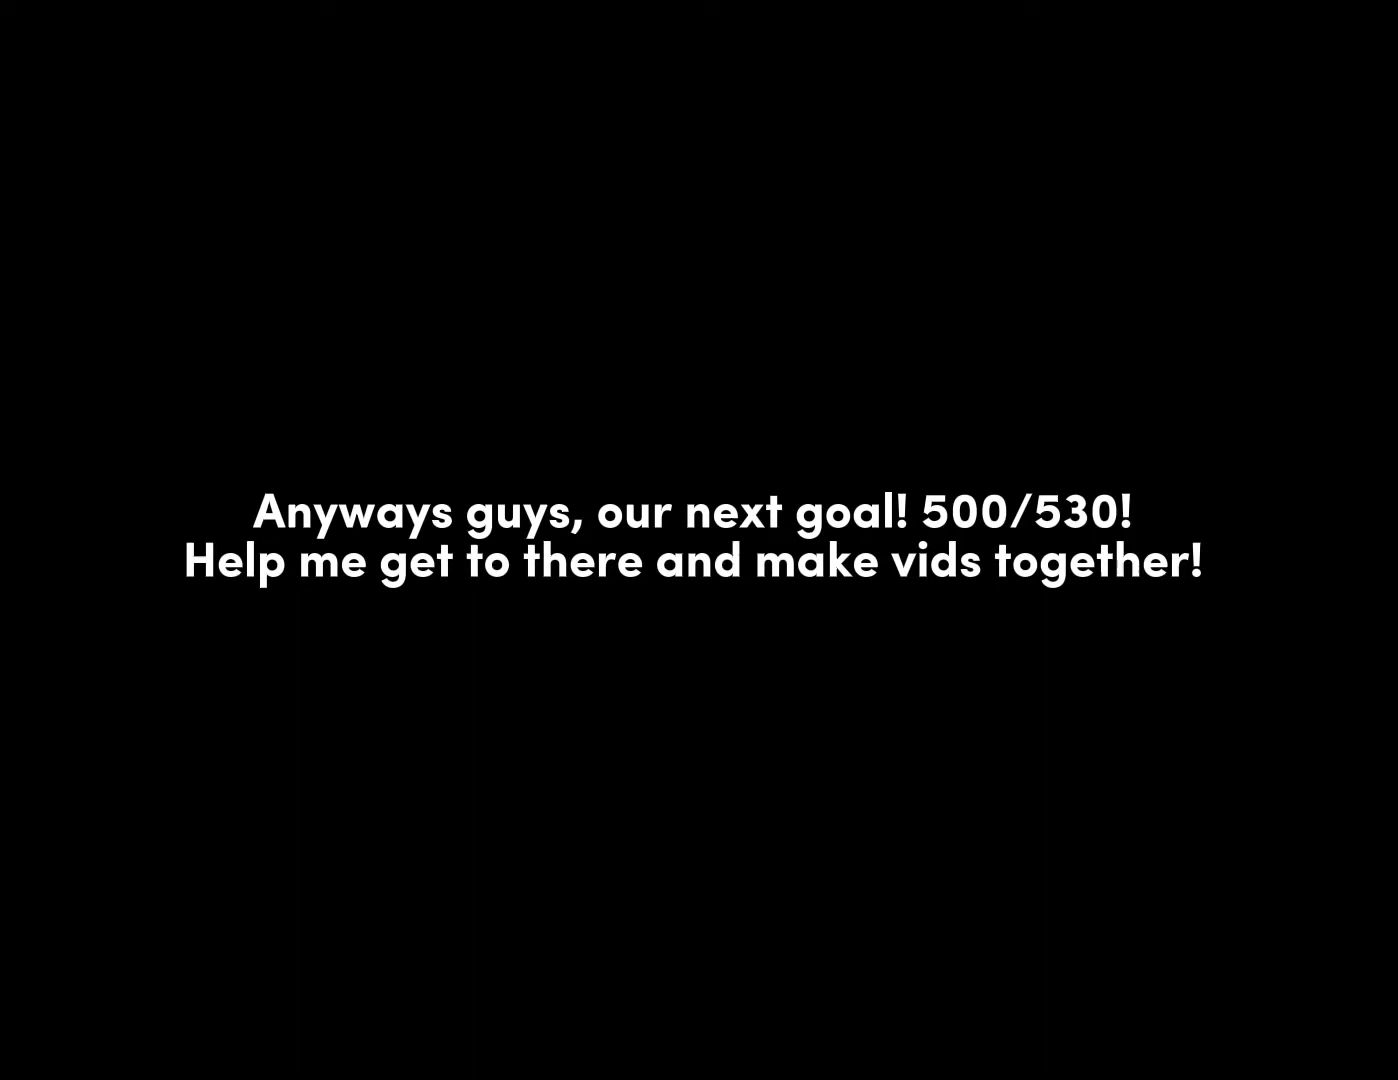 Anyways guys, our next goal! 500/530!
Help me get to there and make vids together!